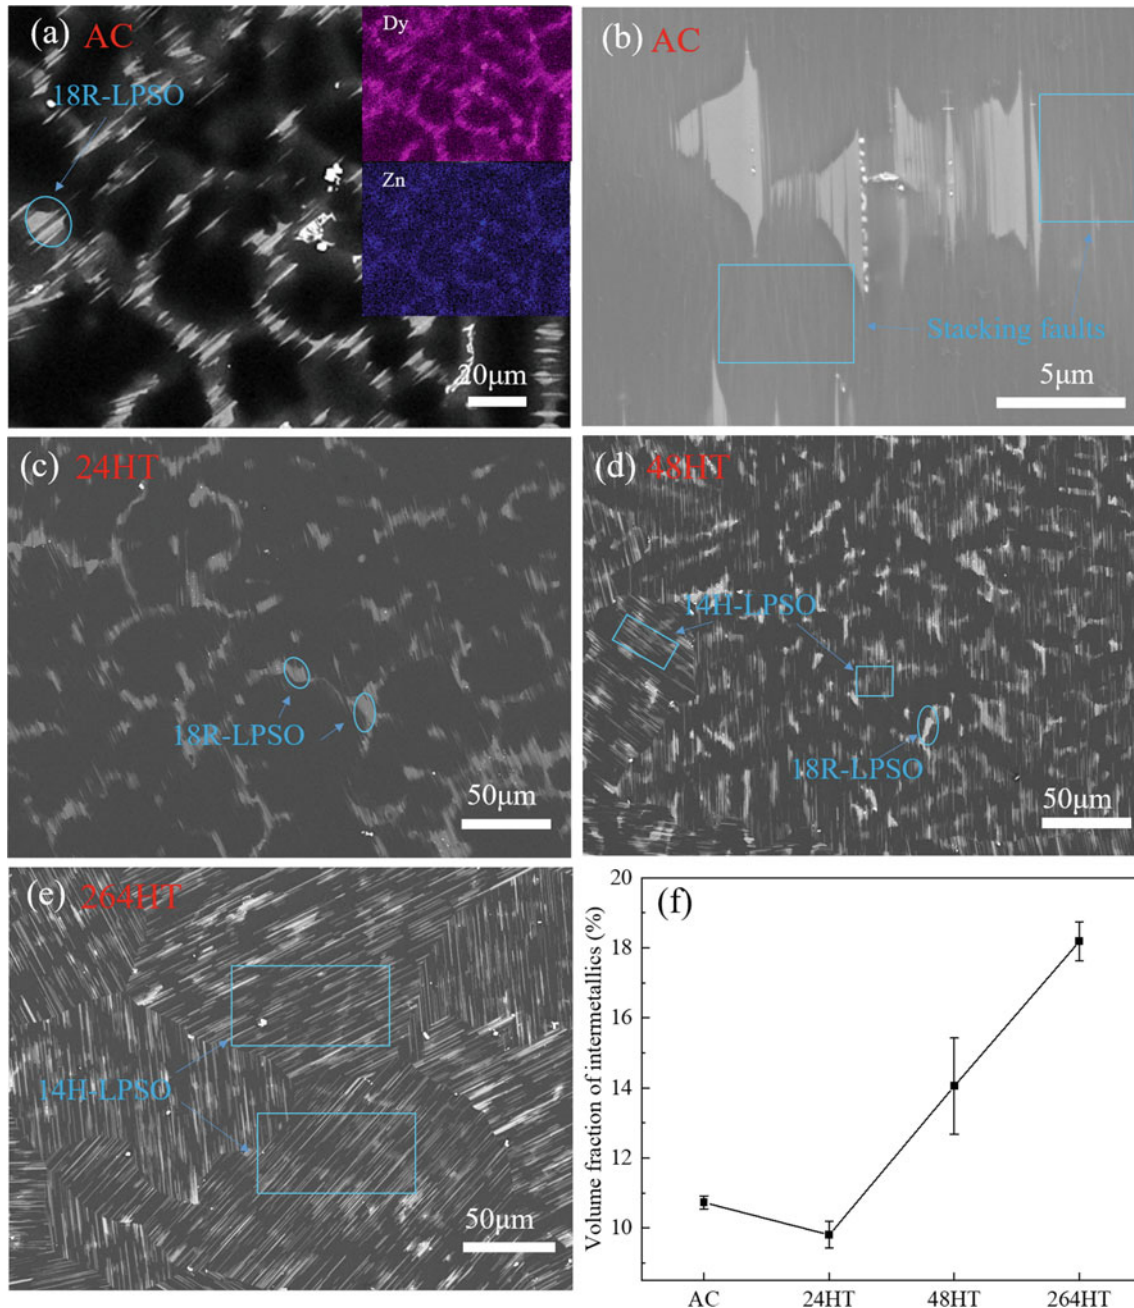 (a) AC
18R-LPSO
Dy
Zn
20μm
(b) AC
Stacking faults
5μm
(c) 24HT
18R-LPSO
50μm
(d) 48HT
14H-LPSO
18R-LPSO
50μm
(e) 264HT
14H-LPSO
50μm
(f)
Volume fraction of intermetallics (%)
20
18
16
14
12
10
AC 24HT 48HT 264HT